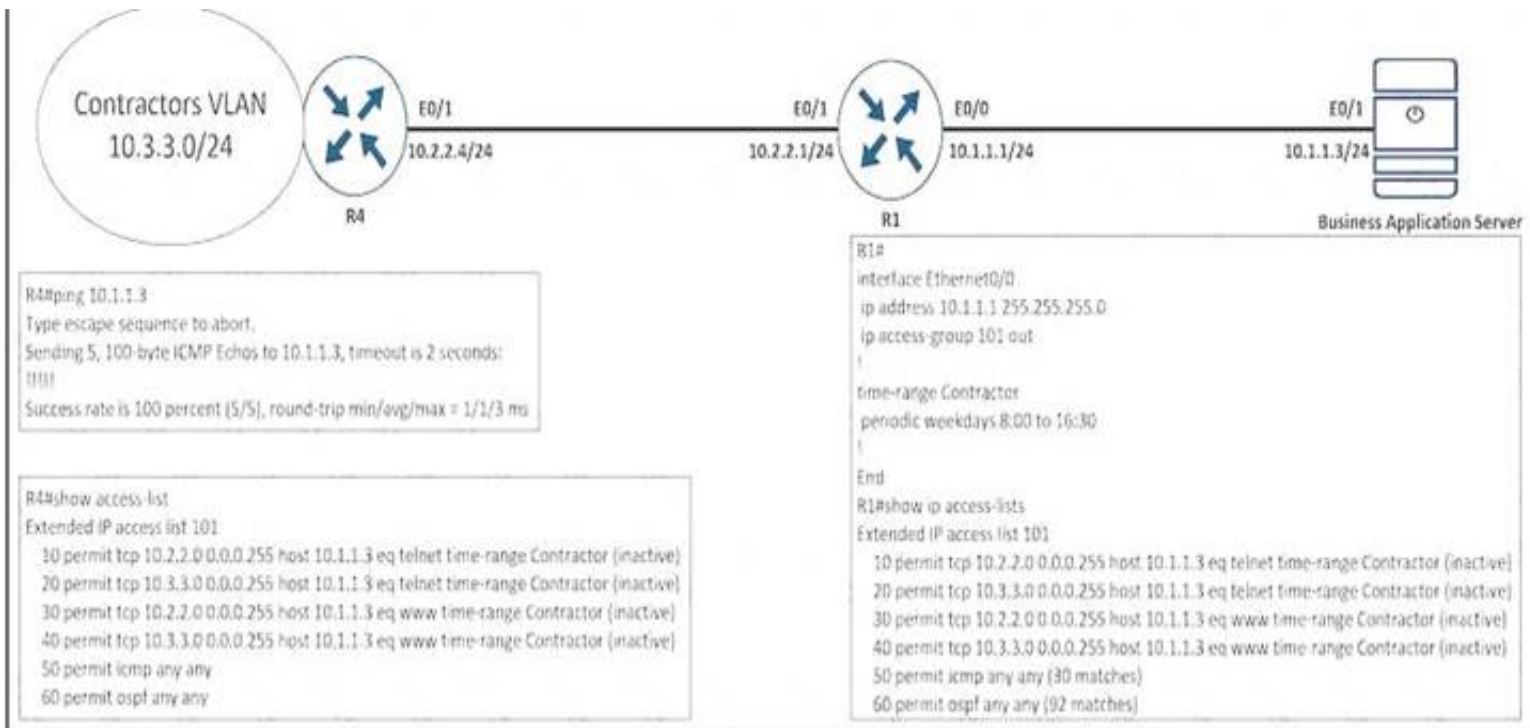 Contractors VLAN
10.3.3.0/24
E0/1
10.2.2.4/24
R4
E0/1
10.2.2.1/24
E0/0
10.1.1.1/24
R1
E0/1
10.1.1.3/24
Business Application Server
R4#ping 10.1.1.3
Type escape sequence to abort.
Sending 5, 100-byte ICMP Echos to 10.1.1.3, timeout is 2 seconds:
!!!!!
Success rate is 100 percent (5/5), round-trip min/avg/max = 1/1/3 ms
R4#show access-list
Extended IP access list 101
10 permit tcp 10.2.2.0 0.0.0.255 host 10.1.1.3 eq telnet time-range Contractor (inactive)
20 permit tcp 10.3.3.0 0.0.0.255 host 10.1.1.3 eq telnet time-range Contractor (inactive)
30 permit tcp 10.2.2.0 0.0.0.255 host 10.1.1.3 eq www time-range Contractor (inactive)
40 permit tcp 10.3.3.0 0.0.0.255 host 10.1.1.3 eq www time-range Contractor (inactive)
50 permit icmp any any
60 permit ospf any any
R1#
interface Ethernet0/0
ip address 10.1.1.1 255.255.255.0
ip access-group 101 out
!
time-range Contractor
periodic weekdays 8:00 to 16:30
!
End
R1#show ip access-lists
Extended IP access list 101
10 permit tcp 10.2.2.0 0.0.0.255 host 10.1.1.3 eq telnet time-range Contractor (inactive)
20 permit tcp 10.3.3.0 0.0.0.255 host 10.1.1.3 eq telnet time-range Contractor (inactive)
30 permit tcp 10.2.2.0 0.0.0.255 host 10.1.1.3 eq www time-range Contractor (inactive)
40 permit tcp 10.3.3.0 0.0.0.255 host 10.1.1.3 eq www time-range Contractor (inactive)
50 permit icmp any any (30 matches)
60 permit ospf any any (92 matches)